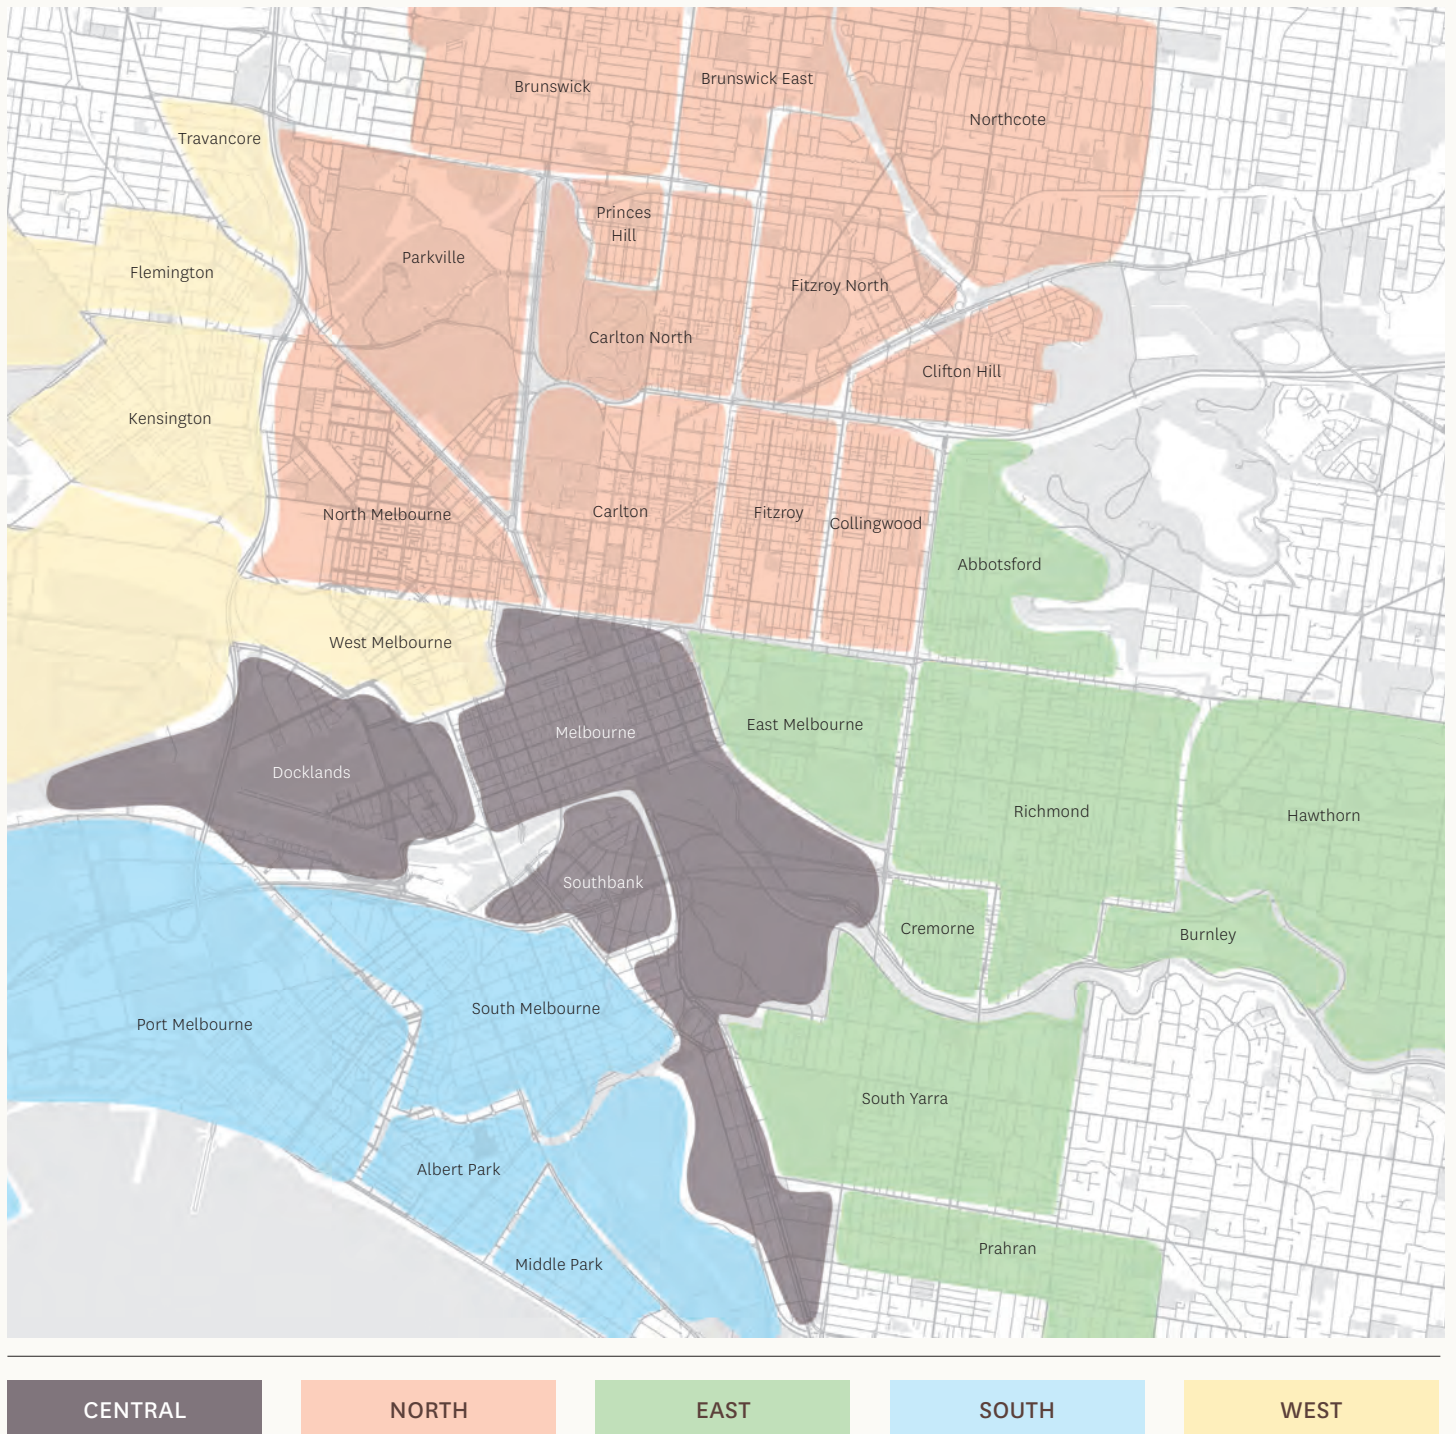 Brunswick
Brunswick East
Northcote
Travancore
Princes
Hill
Parkville
Flemington
Fitzroy North
Carlton North
Clifton Hill
Kensington
North Melbourne
Carlton
Fitzroy
Collingwood
Abbotsford
West Melbourne
East Melbourne
Melbourne
Docklands
Richmond
Hawthorn
Southbank
Cremorne
Burnley
South Melbourne
Port Melbourne
South Yarra
Albert Park
Prahran
Middle Park
CENTRAL
NORTH
EAST
SOUTH
WEST